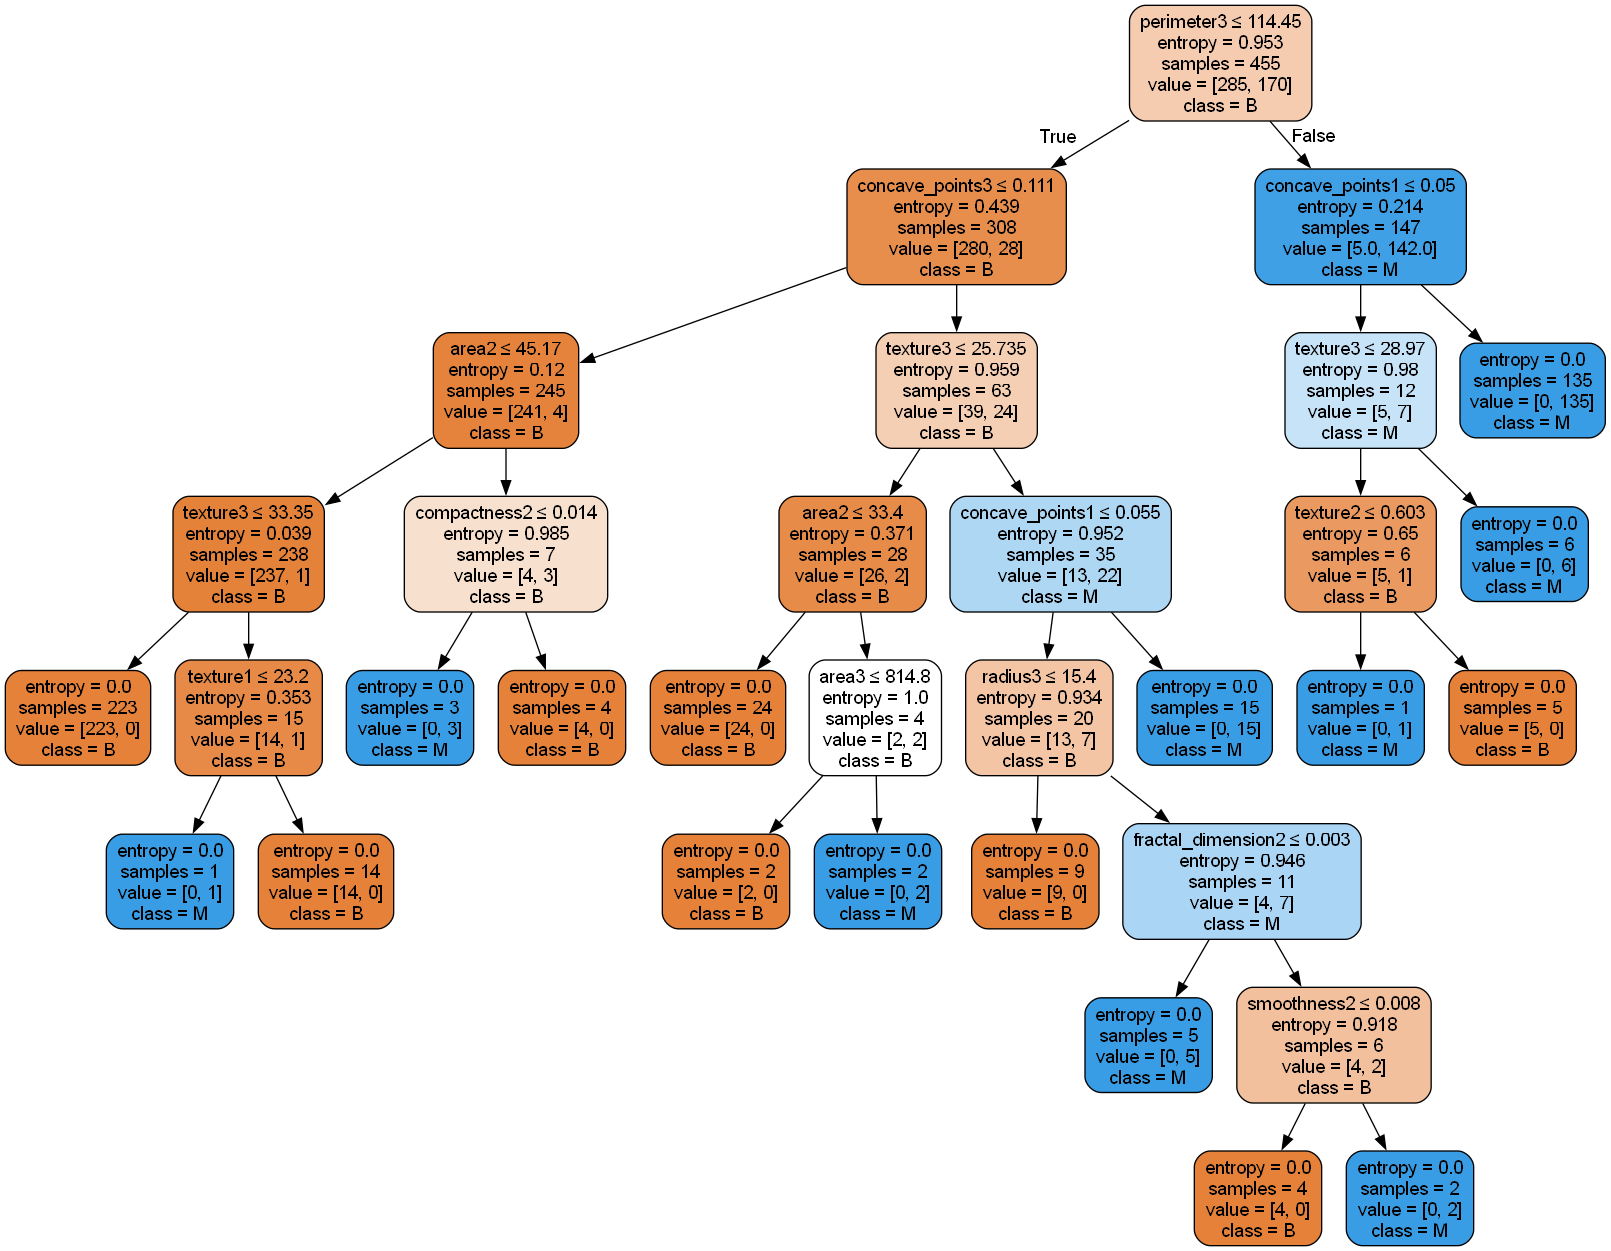 perimeter3 ≤ 114.45
entropy = 0.953
samples = 455
value = [285, 170]
class = B
True
False
concave_points3 ≤ 0.111
entropy = 0.439
samples = 308
value = [280, 28]
class = B
concave_points1 ≤ 0.05
entropy = 0.214
samples = 147
value = [5.0, 142.0]
class = M
area2 ≤ 45.17
entropy = 0.12
samples = 245
value = [241, 4]
class = B
texture3 ≤ 25.735
entropy = 0.959
samples = 63
value = [39, 24]
class = B
texture3 ≤ 28.97
entropy = 0.98
samples = 12
value = [5, 7]
class = M
entropy = 0.0
samples = 135
value = [0, 135]
class = M
texture3 ≤ 33.35
entropy = 0.039
samples = 238
value = [237, 1]
class = B
compactness2 ≤ 0.014
entropy = 0.985
samples = 7
value = [4, 3]
class = B
area2 ≤ 33.4
entropy = 0.371
samples = 28
value = [26, 2]
class = B
concave_points1 ≤ 0.055
entropy = 0.952
samples = 35
value = [13, 22]
class = M
texture2 ≤ 0.603
entropy = 0.65
samples = 6
value = [5, 1]
class = B
entropy = 0.0
samples = 6
value = [0, 6]
class = M
entropy = 0.0
samples = 223
value = [223, 0]
class = B
texture1 ≤ 23.2
entropy = 0.353
samples = 15
value = [14, 1]
class = B
entropy = 0.0
samples = 3
value = [0, 3]
class = M
entropy = 0.0
samples = 4
value = [4, 0]
class = B
entropy = 0.0
samples = 24
value = [24, 0]
class = B
area3 ≤ 814.8
entropy = 1.0
samples = 4
value = [2, 2]
class = B
radius3 ≤ 15.4
entropy = 0.934
samples = 20
value = [13, 7]
class = B
entropy = 0.0
samples = 15
value = [0, 15]
class = M
entropy = 0.0
samples = 1
value = [0, 1]
class = M
entropy = 0.0
samples = 5
value = [5, 0]
class = B
entropy = 0.0
samples = 1
value = [0, 1]
class = M
entropy = 0.0
samples = 14
value = [14, 0]
class = B
entropy = 0.0
samples = 2
value = [2, 0]
class = B
entropy = 0.0
samples = 2
value = [0, 2]
class = M
entropy = 0.0
samples = 9
value = [9, 0]
class = B
fractal_dimension2 ≤ 0.003
entropy = 0.946
samples = 11
value = [4, 7]
class = M
entropy = 0.0
samples = 5
value = [0, 5]
class = M
smoothness2 ≤ 0.008
entropy = 0.918
samples = 6
value = [4, 2]
class = B
entropy = 0.0
samples = 4
value = [4, 0]
class = B
entropy = 0.0
samples = 2
value = [0, 2]
class = M